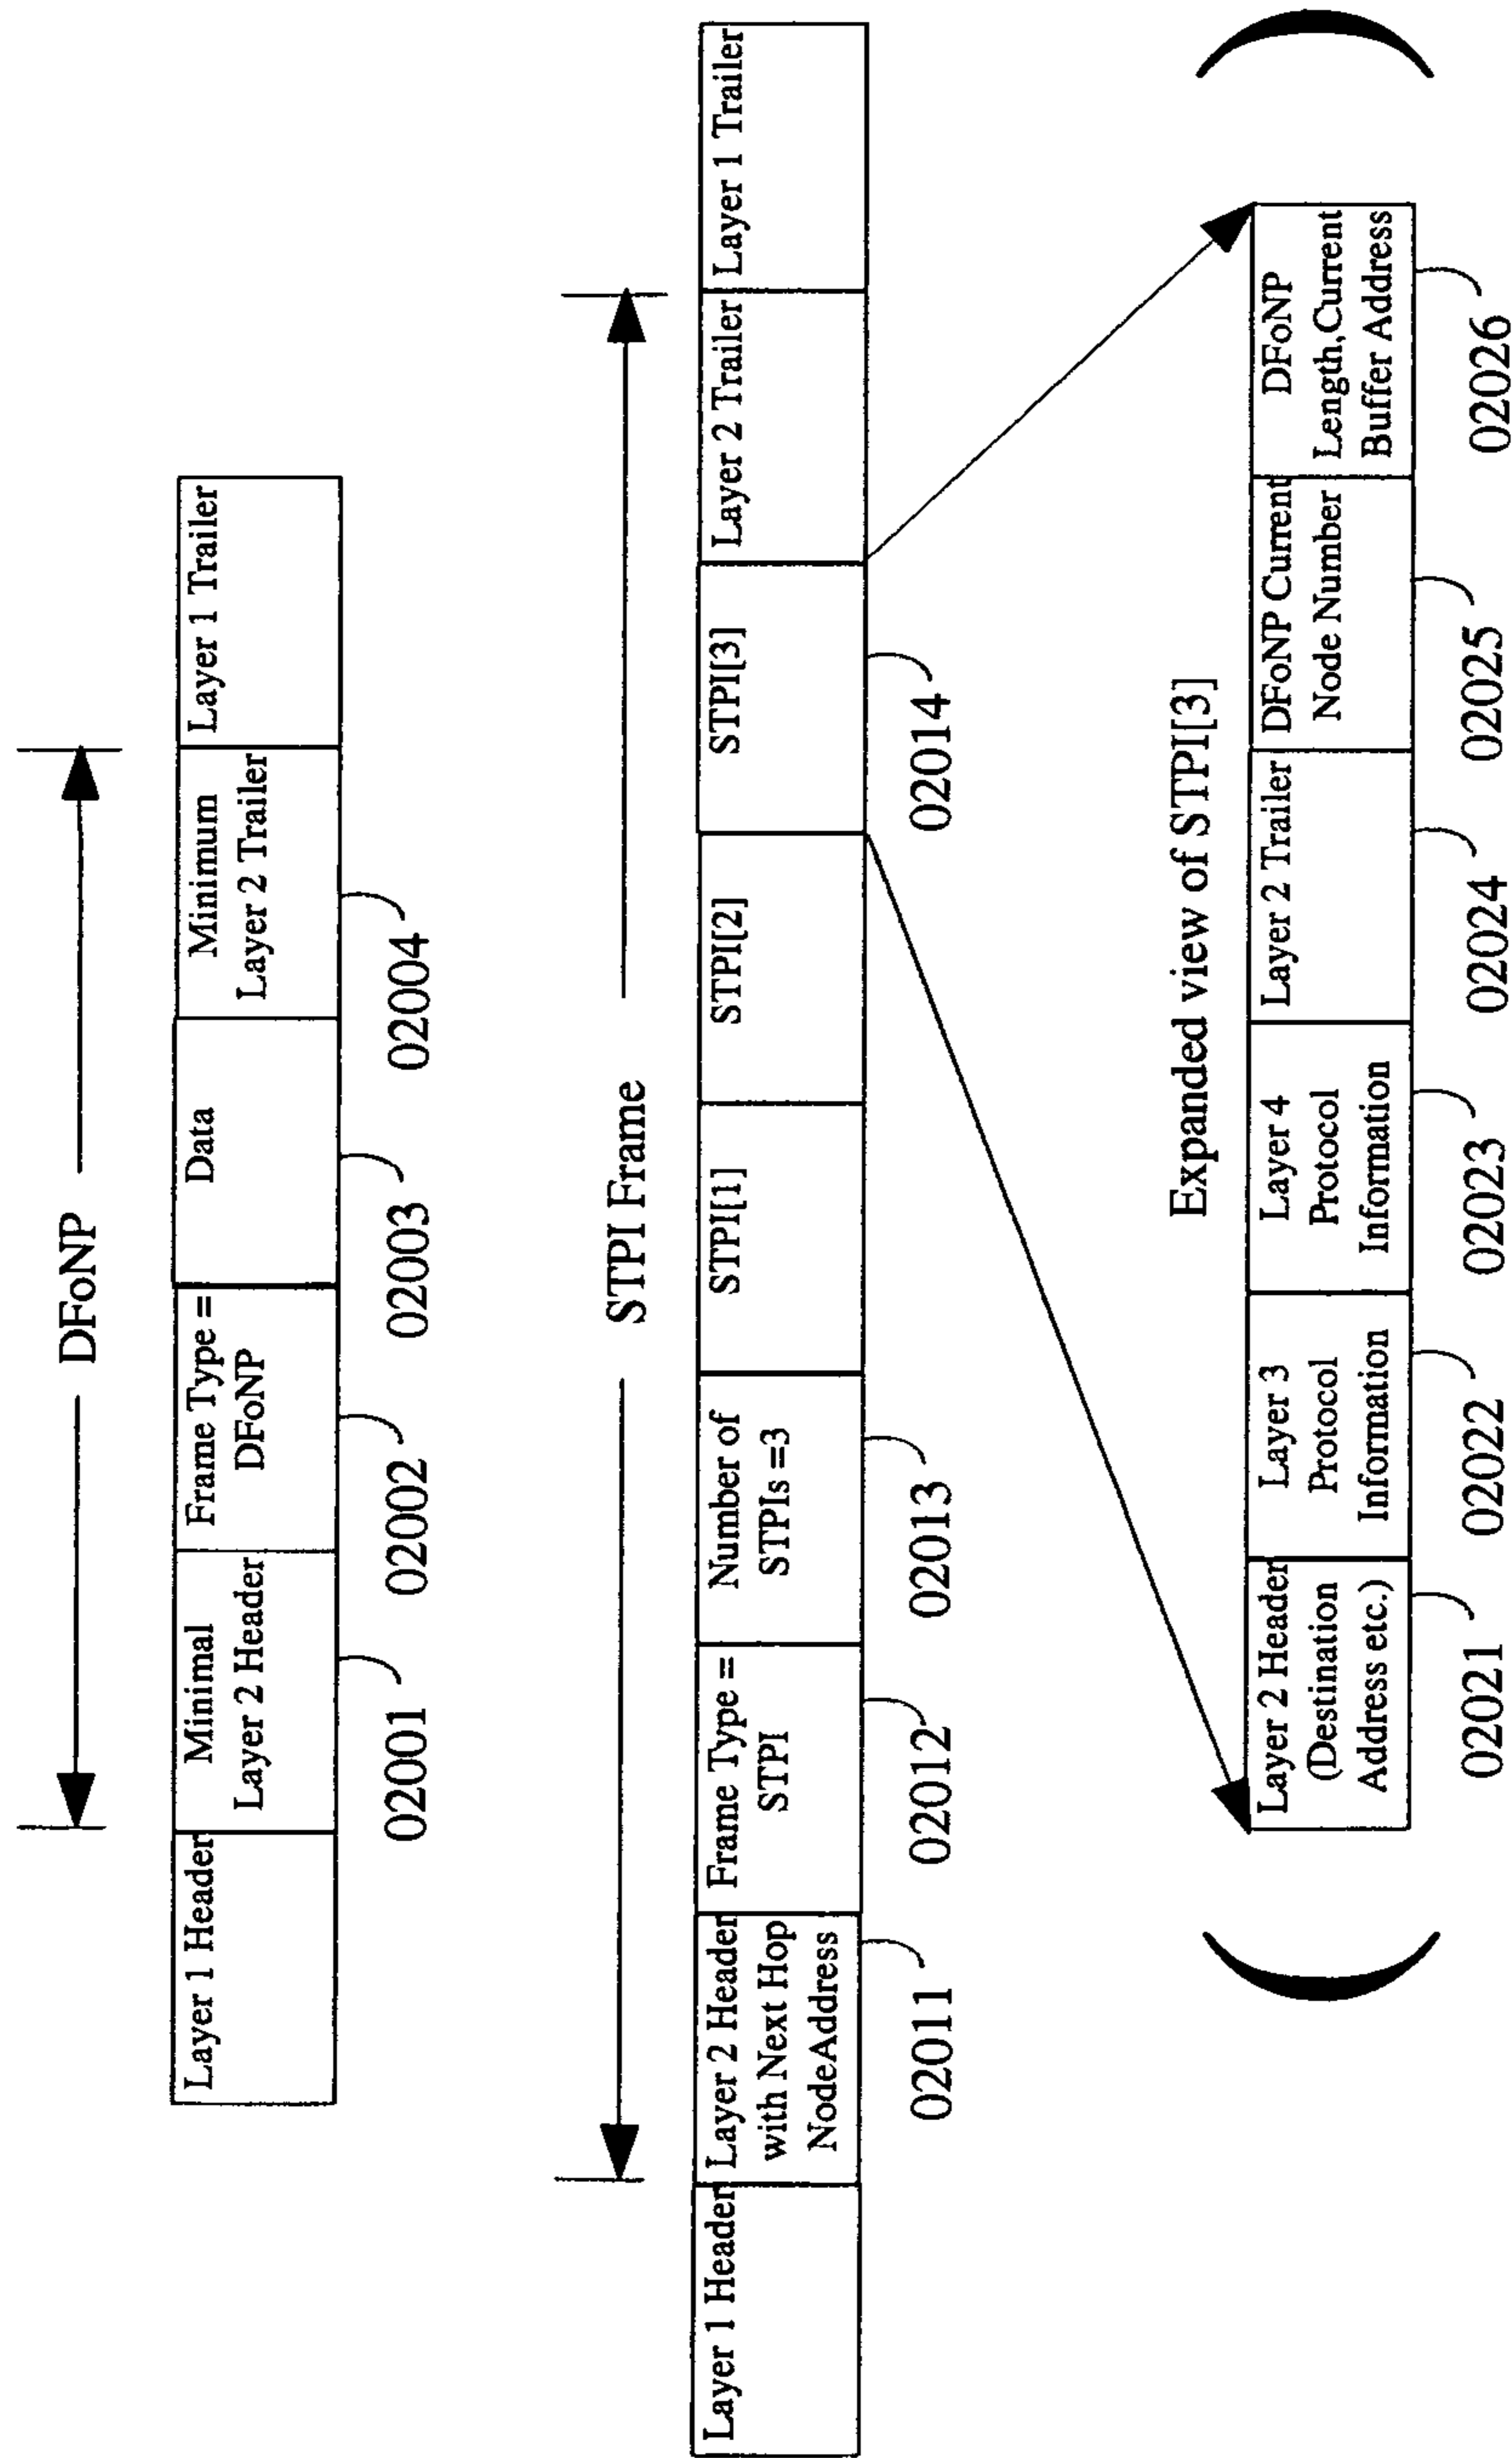 DFoNP
Layer 1 Header
Minimal
Layer 2 Header
Frame Type =
DFoNP
Data
Minimum
Layer 2 Trailer
Layer 1 Trailer
02001
02002
02003
02004
STPI Frame
Layer 1 Header
Layer 2 Header
with Next Hop
NodeAddress
Frame Type =
STPI
Number of
STPIs =3
STPI[1]
STPI[2]
STPI[3]
Layer 2 Trailer
Layer 1 Trailer
02011
02012
02013
02014
Expanded view of STPI[3]
Layer 2 Header
(Destination
Address etc.)
Layer 3
Protocol
Information
Layer 4
Protocol
Information
Layer 2 Trailer
DFoNP Current
Node Number
DFoNP
Length,Current
Buffer Address
02021
02022
02023
02024
02025
02026